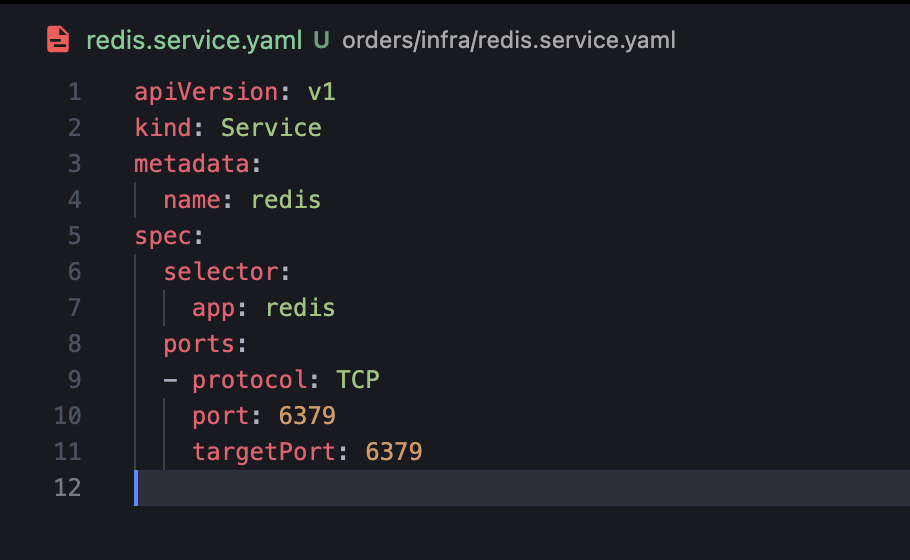 redis.service.yaml U orders/infra/redis.service.yaml
1 apiVersion: v1
2 kind: Service
3 metadata:
4   name: redis
5 spec:
6   selector:
7     app: redis
8   ports:
9   - protocol: TCP
10     port: 6379
11     targetPort: 6379
12